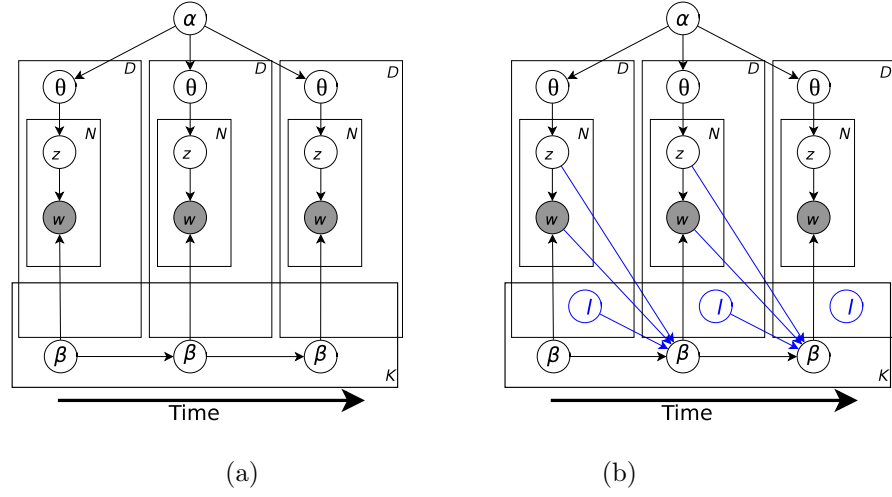 α α
D D D D D D
θ θ θ θ θ θ
N N N N N N
z z z z z z
w w w w w w
l l l
β β β β β β
K K
Time Time
(a) (b)